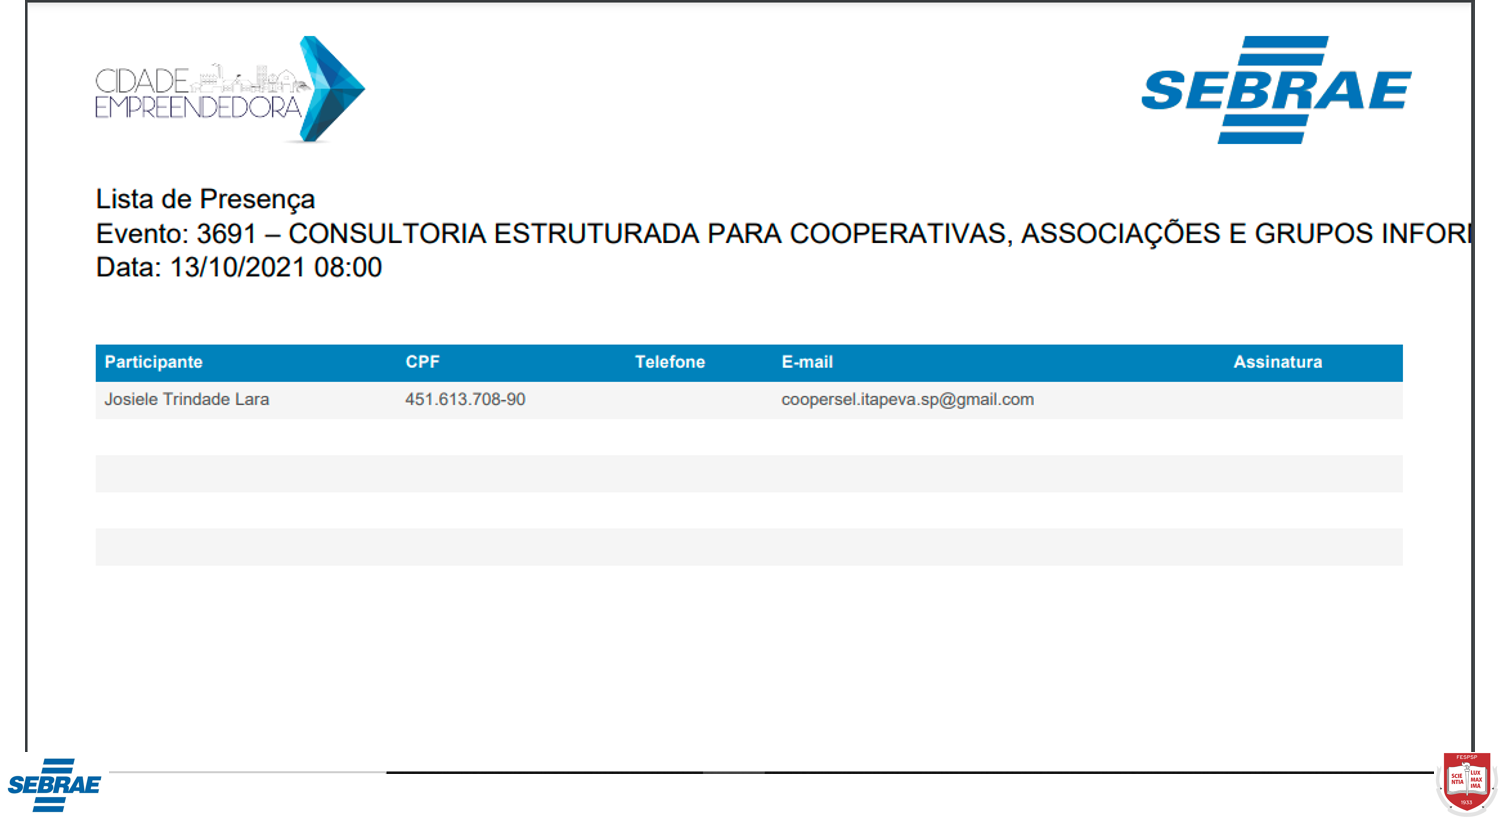 CIDADE
EMPREENDEDORA
SEBRAE
Lista de Presença
Evento: 3691 – CONSULTORIA ESTRUTURADA PARA COOPERATIVAS, ASSOCIAÇÕES E GRUPOS INFOR
Data: 13/10/2021 08:00
Participante CPF Telefone E-mail Assinatura
Josiele Trindade Lara 451.613.708-90 coopersel.itapeva.sp@gmail.com
SEBRAE
FESPSP
SCIE NTIA
LUX MAX IMA
1933